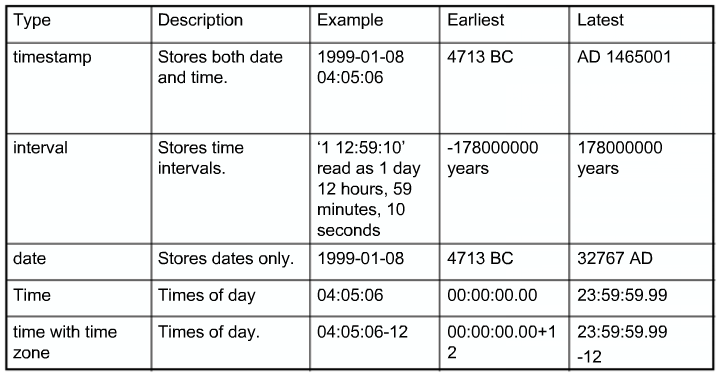 Type Description Example Earliest Latest
timestamp Stores both date 1999-01-08 4713 BC AD 1465001
and time. 04:05:06
interval Stores time ‘1 12:59:10’ -178000000 178000000
intervals. read as 1 day years years
12 hours, 59
minutes, 10
seconds
date Stores dates only. 1999-01-08 4713 BC 32767 AD
Time Times of day 04:05:06 00:00:00.00 23:59:59.99
time with time Times of day. 04:05:06-12 00:00:00.00+1 23:59:59.99
zone 2 -12